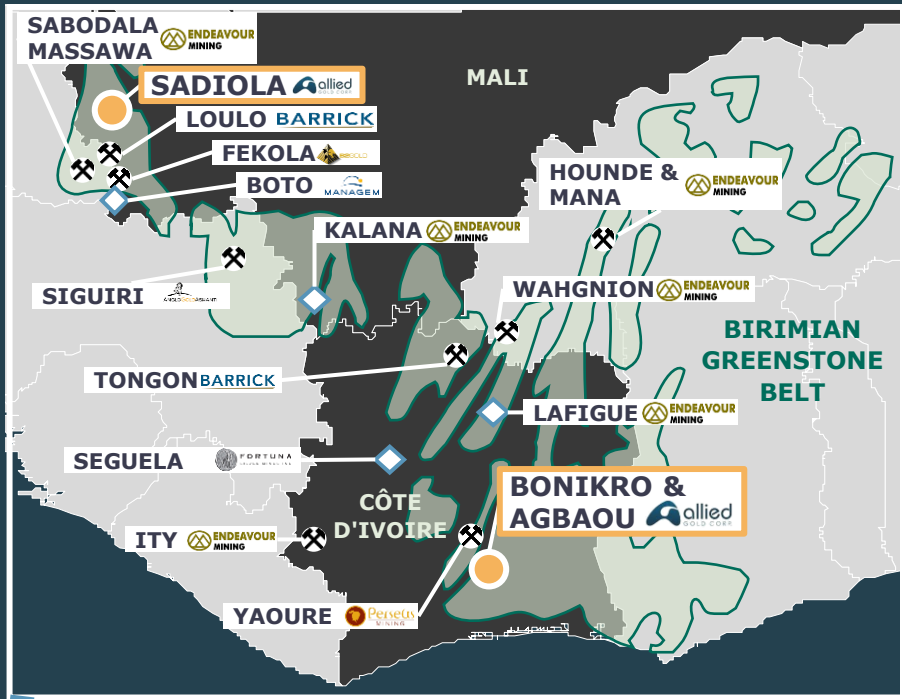 SABODALA
MASSAWA
ENDEAVOUR
MINING
MALI
SADIOLA
allied
GOLD CORP.
LOULO BARRICK
FEKOLA B2GOLD
BOTO MANAGEM
HOUNDE &
MANA
ENDEAVOUR
MINING
KALANA ENDEAVOUR
MINING
SIGUIRI ANGLOGOLDASHANTI
WAHGNION ENDEAVOUR
MINING
BIRIMIAN
GREENSTONE
BELT
TONGON BARRICK
LAFIGUE ENDEAVOUR
MINING
SEGUELA FORTUNA
BONIKRO &
AGBAOU allied
GOLD CORP.
CÔTE
D'IVOIRE
ITY ENDEAVOUR
MINING
YAOURE Perseus
MINING